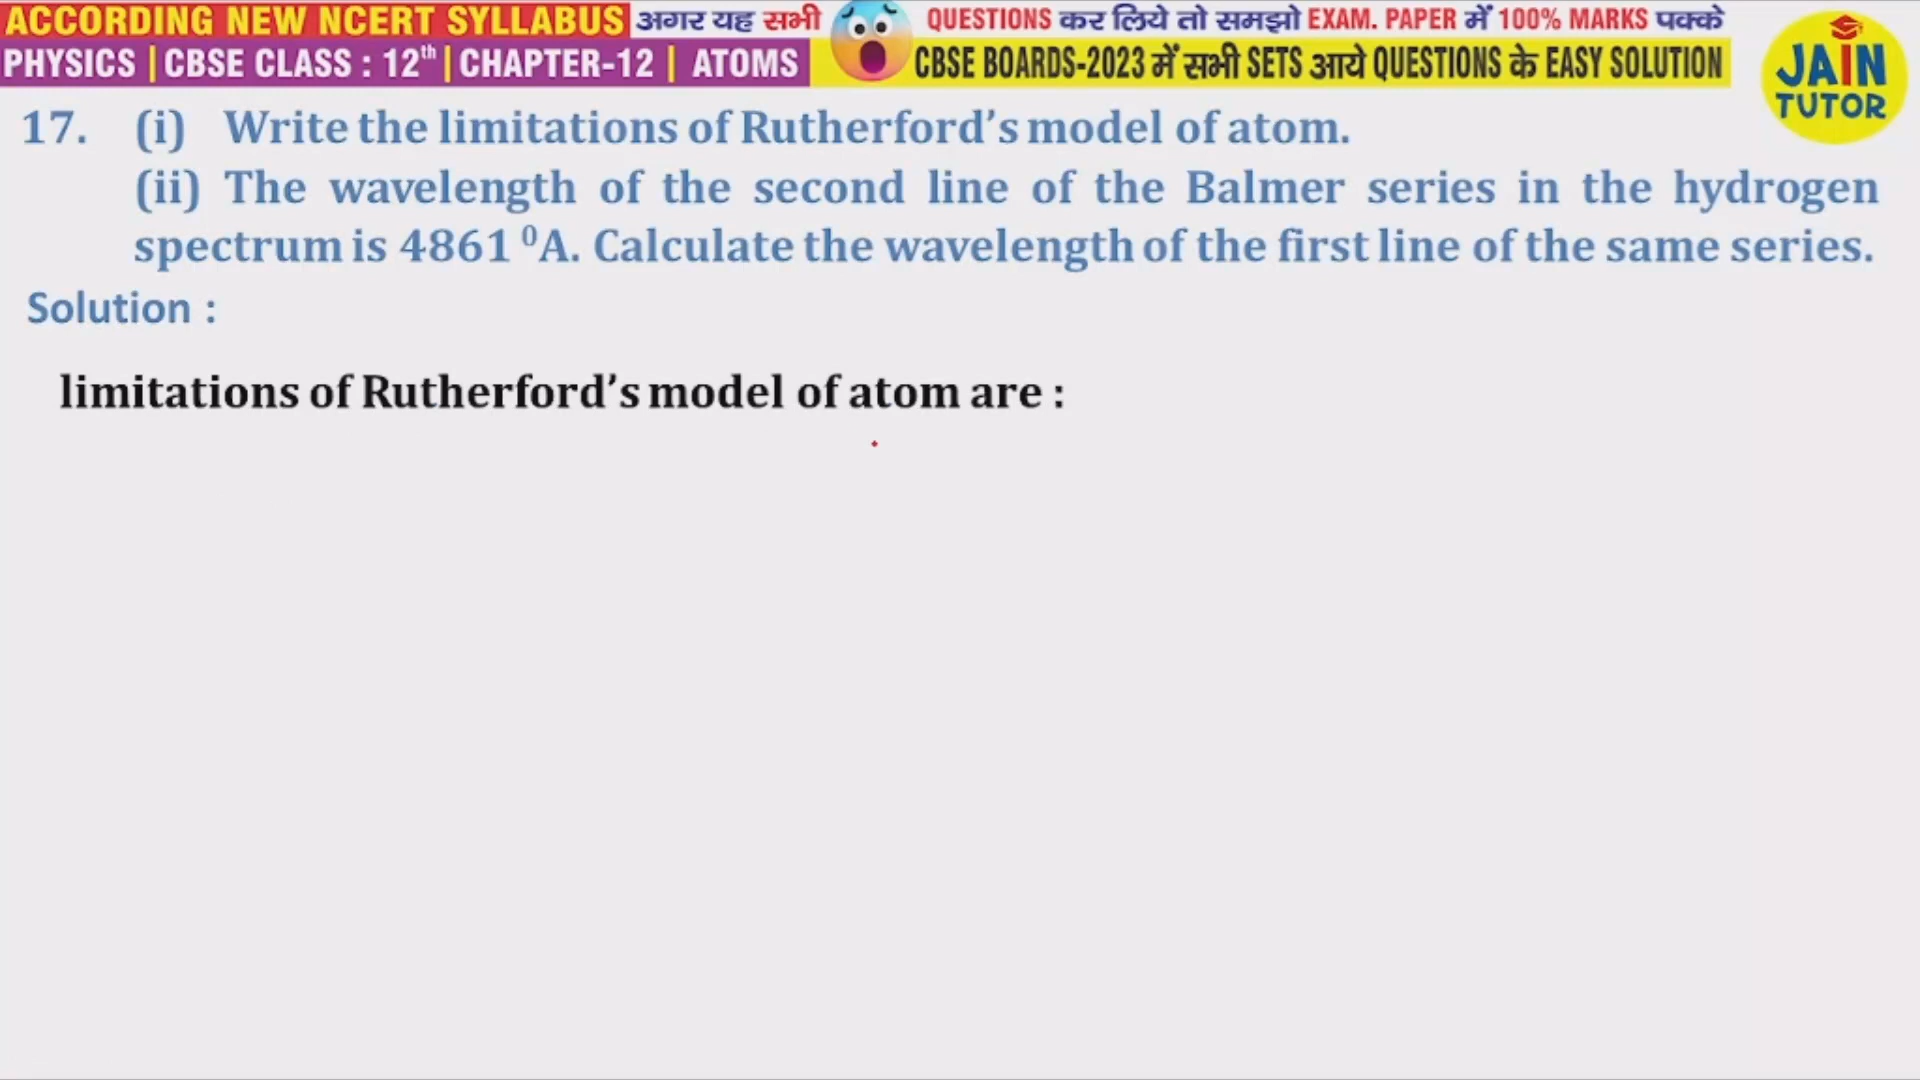 ACCORDING NEW NCERT SYLLABUS अगर यह सभी QUESTIONS कर लिये तो समझो EXAM. PAPER में 100% MARKS पक्के
PHYSICS | CBSE CLASS : 12th | CHAPTER-12 | ATOMS CBSE BOARDS-2023 में सभी SETS आये QUESTIONS के EASY SOLUTION
JAIN
TUTOR
17. (i) Write the limitations of Rutherford’s model of atom.
(ii) The wavelength of the second line of the Balmer series in the hydrogen
spectrum is 4861 ⁰A. Calculate the wavelength of the first line of the same series.
Solution :
limitations of Rutherford’s model of atom are :